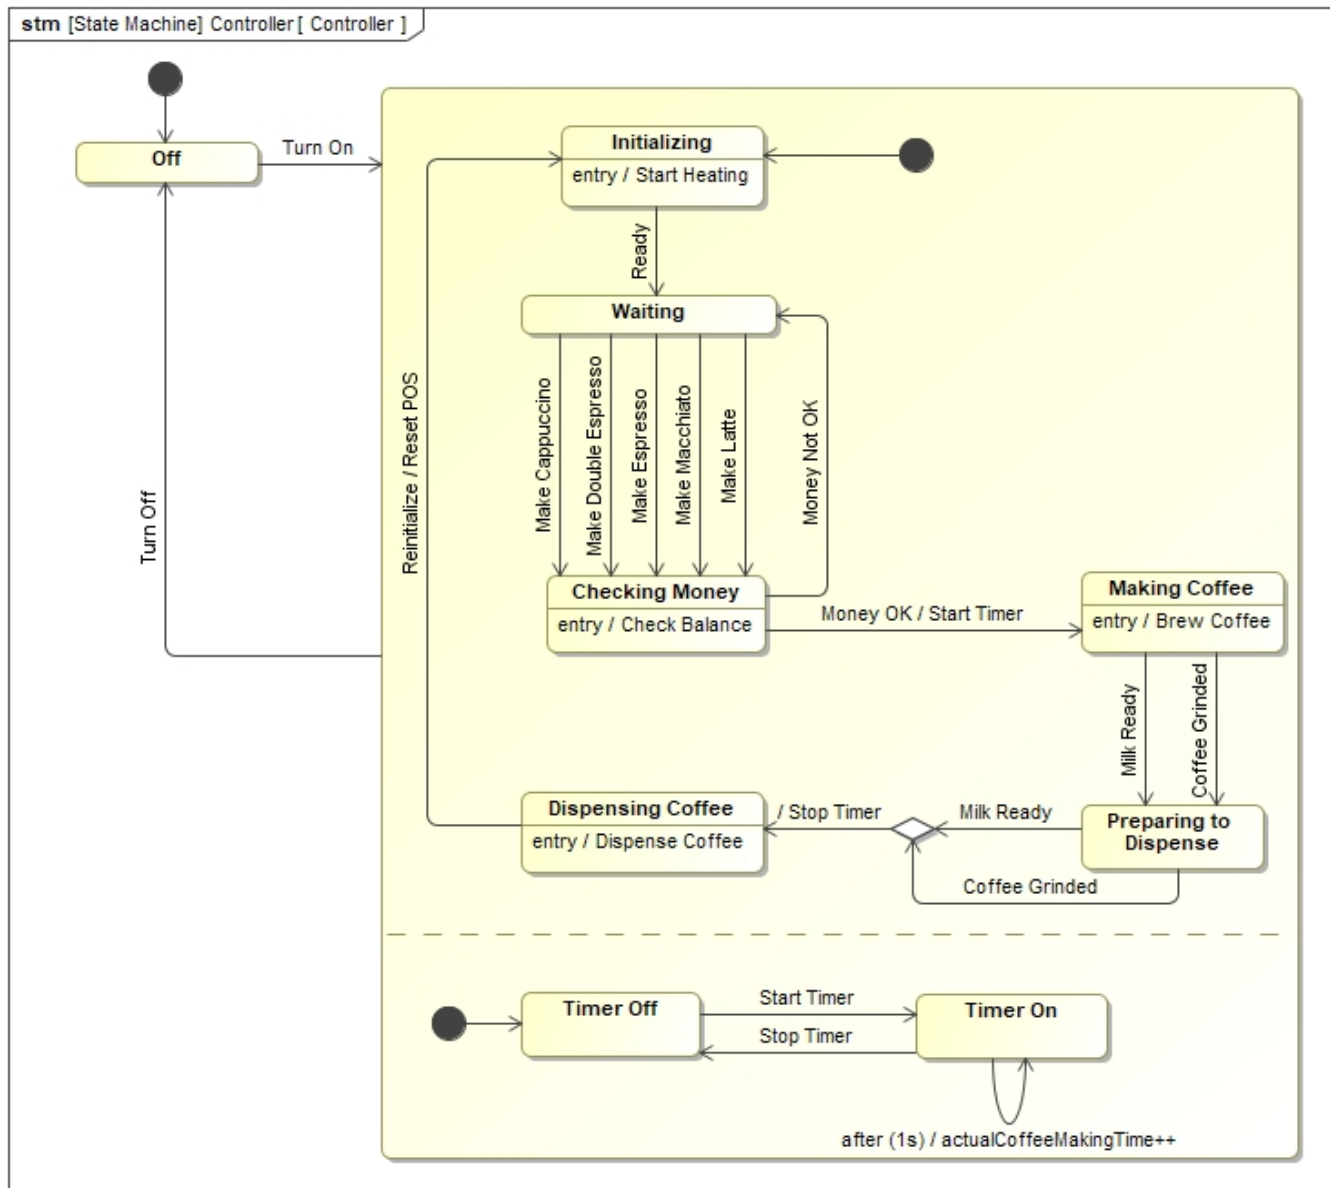 stm [State Machine] Controller [ Controller ]
Off
Turn On
Initializing
entry / Start Heating
Ready
Waiting
Reinitialize / Reset POS
Make Cappuccino
Make Double Espresso
Make Espresso
Make Macchiato
Make Latte
Money Not OK
Turn Off
Checking Money
entry / Check Balance
Money OK / Start Timer
Making Coffee
entry / Brew Coffee
Milk Ready
Coffee Grinded
Dispensing Coffee
entry / Dispense Coffee
/ Stop Timer
Milk Ready
Preparing to
Dispense
Coffee Grinded
Timer Off
Start Timer
Stop Timer
Timer On
after (1s) / actualCoffeeMakingTime++